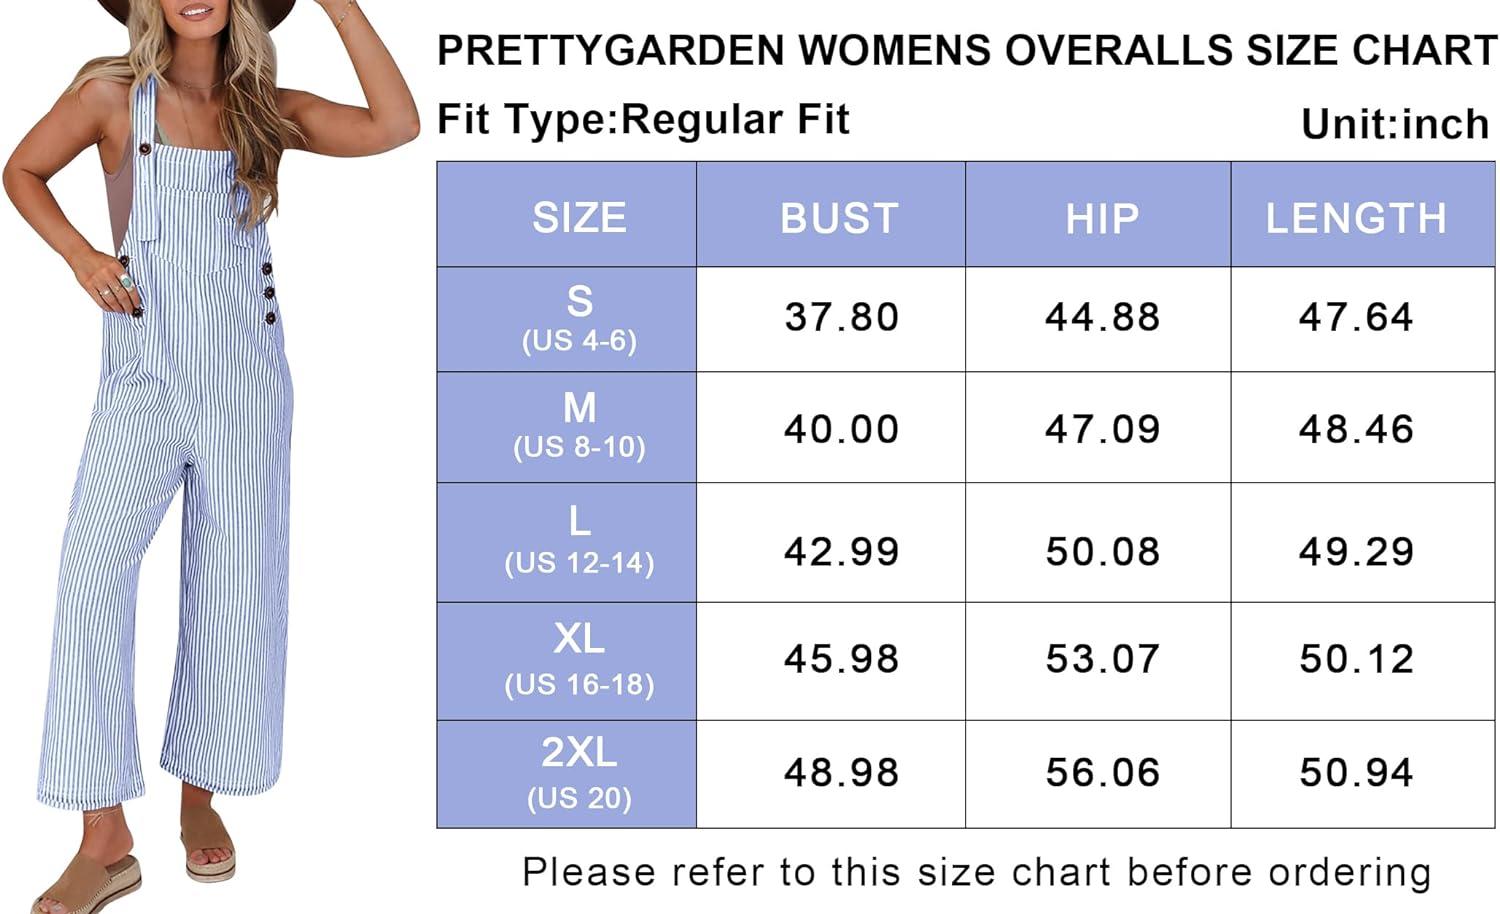 PRETTYGARDEN WOMENS OVERALLS SIZE CHART
Fit Type:Regular Fit Unit:inch
SIZE BUST HIP LENGTH
S
(US 4-6) 37.80 44.88 47.64
M
(US 8-10) 40.00 47.09 48.46
L
(US 12-14) 42.99 50.08 49.29
XL
(US 16-18) 45.98 53.07 50.12
2XL
(US 20) 48.98 56.06 50.94
Please refer to this size chart before ordering